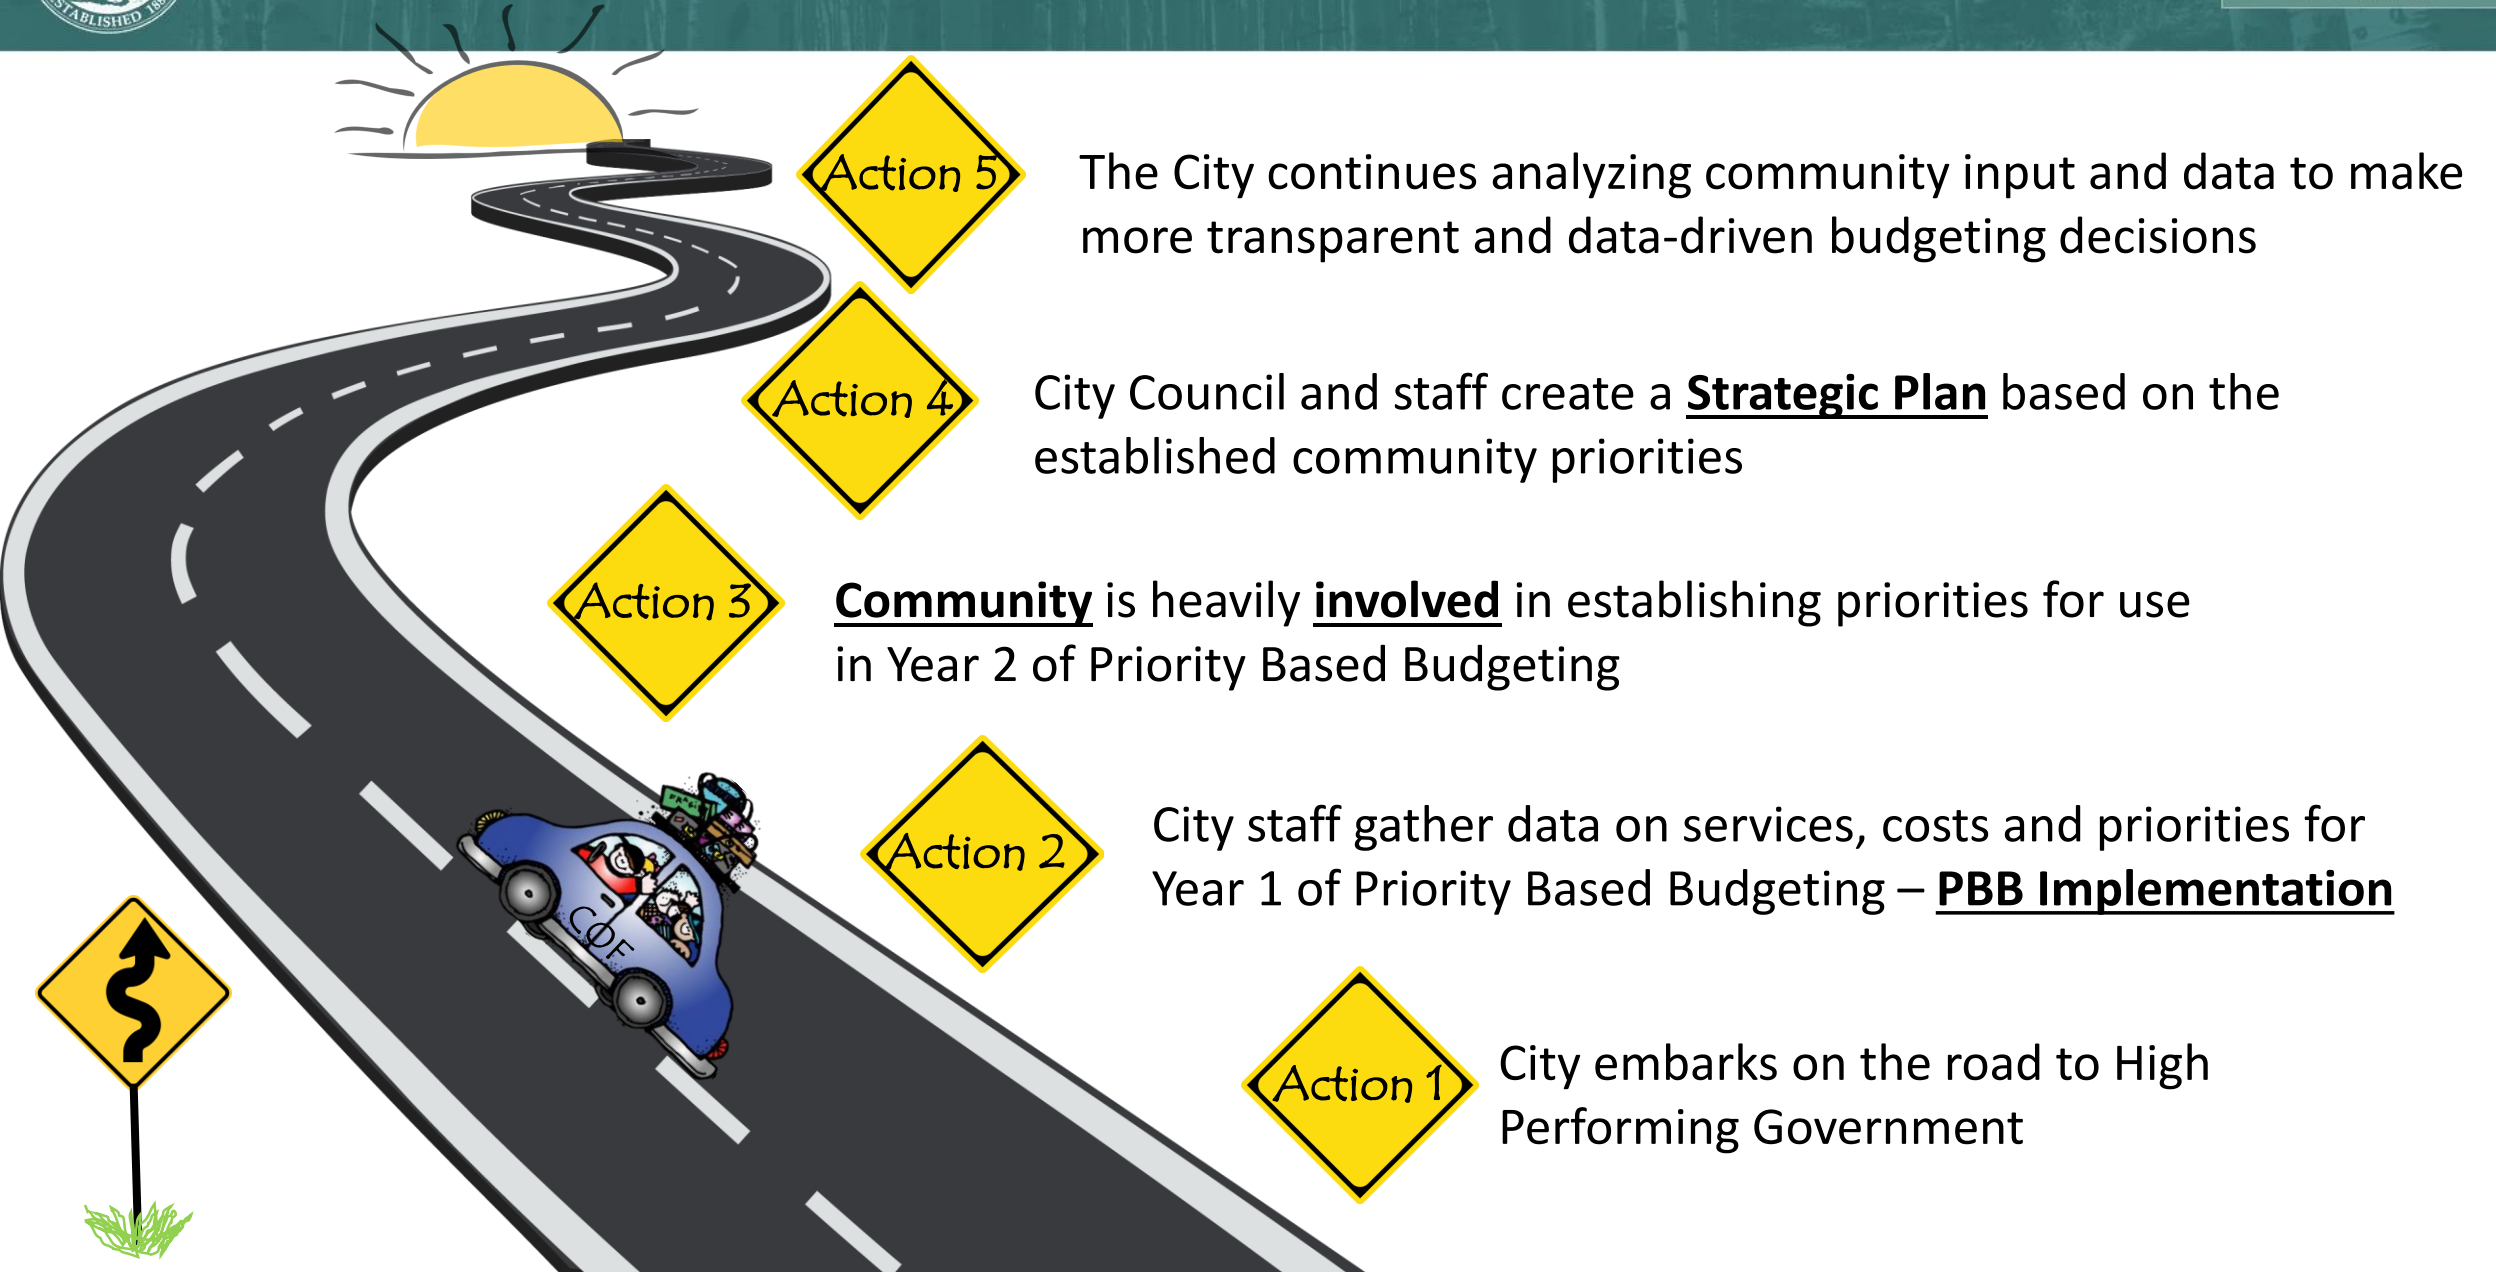 ESTABLISHED
Action 5
The City continues analyzing community input and data to make
more transparent and data-driven budgeting decisions
Action 4
City Council and staff create a Strategic Plan based on the
established community priorities
Action 3
Community is heavily involved in establishing priorities for use
in Year 2 of Priority Based Budgeting
Action 2
City staff gather data on services, costs and priorities for
Year 1 of Priority Based Budgeting – PBB Implementation
COF
Action 1
City embarks on the road to High
Performing Government